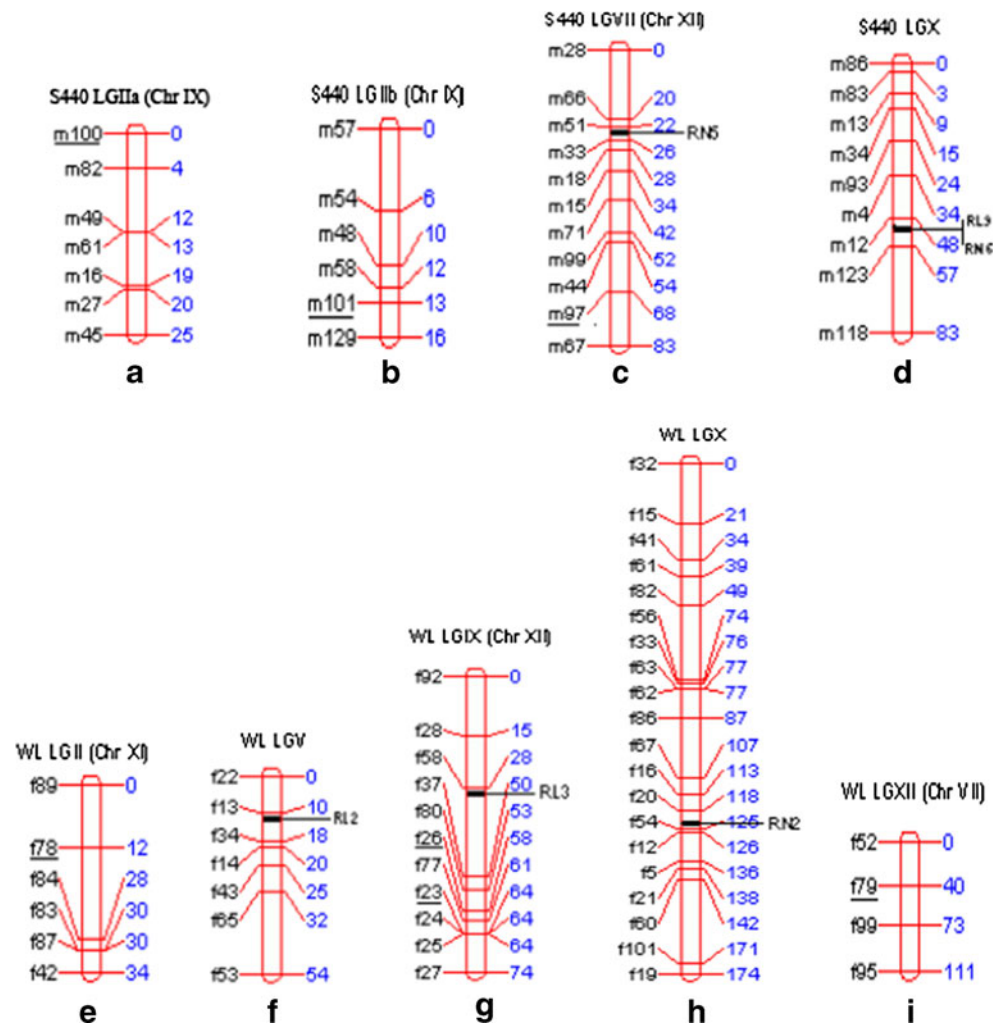 S440 LGIIa (Chr IX)
m100 0
m82 4
m49 12
m61 13
m16 19
m27 20
m45 25
a
S440 LGIIb (Chr IX)
m57 0
m54 6
m48 10
m58 12
m101 13
m129 16
b
S440 LGVII (Chr XII)
m28 0
m66 20
m51 22
RN5
m33 26
m18 28
m15 34
m71 42
m99 52
m44 54
m97 68
m67 83
c
S440 LGX
m86 0
m83 3
m13 9
m34 15
m93 24
m4 34
RL9
m12 48
RN6
m123 57
m118 83
d
WL LGII (Chr XI)
f89 0
f78 12
f84 28
f83 30
f87 30
f42 34
e
WL LGV
f22 0
f13 10
RL2
f34 18
f14 20
f43 25
f65 32
f53 54
f
WL LGIX (Chr XII)
f92 0
f28 15
f58 28
f37 50
RL3
f80 53
f26 58
f77 61
f23 64
f24 64
f25 64
f27 74
g
WL LGX
f32 0
f15 21
f41 34
f61 39
f82 49
f56 74
f33 76
f63 77
f62 77
f86 87
f67 107
f16 113
f20 118
f54 126
RN2
f12 126
f5 136
f21 138
f60 142
f101 171
f19 174
h
WL LGXII (Chr VII)
f52 0
f79 40
f99 73
f95 111
i